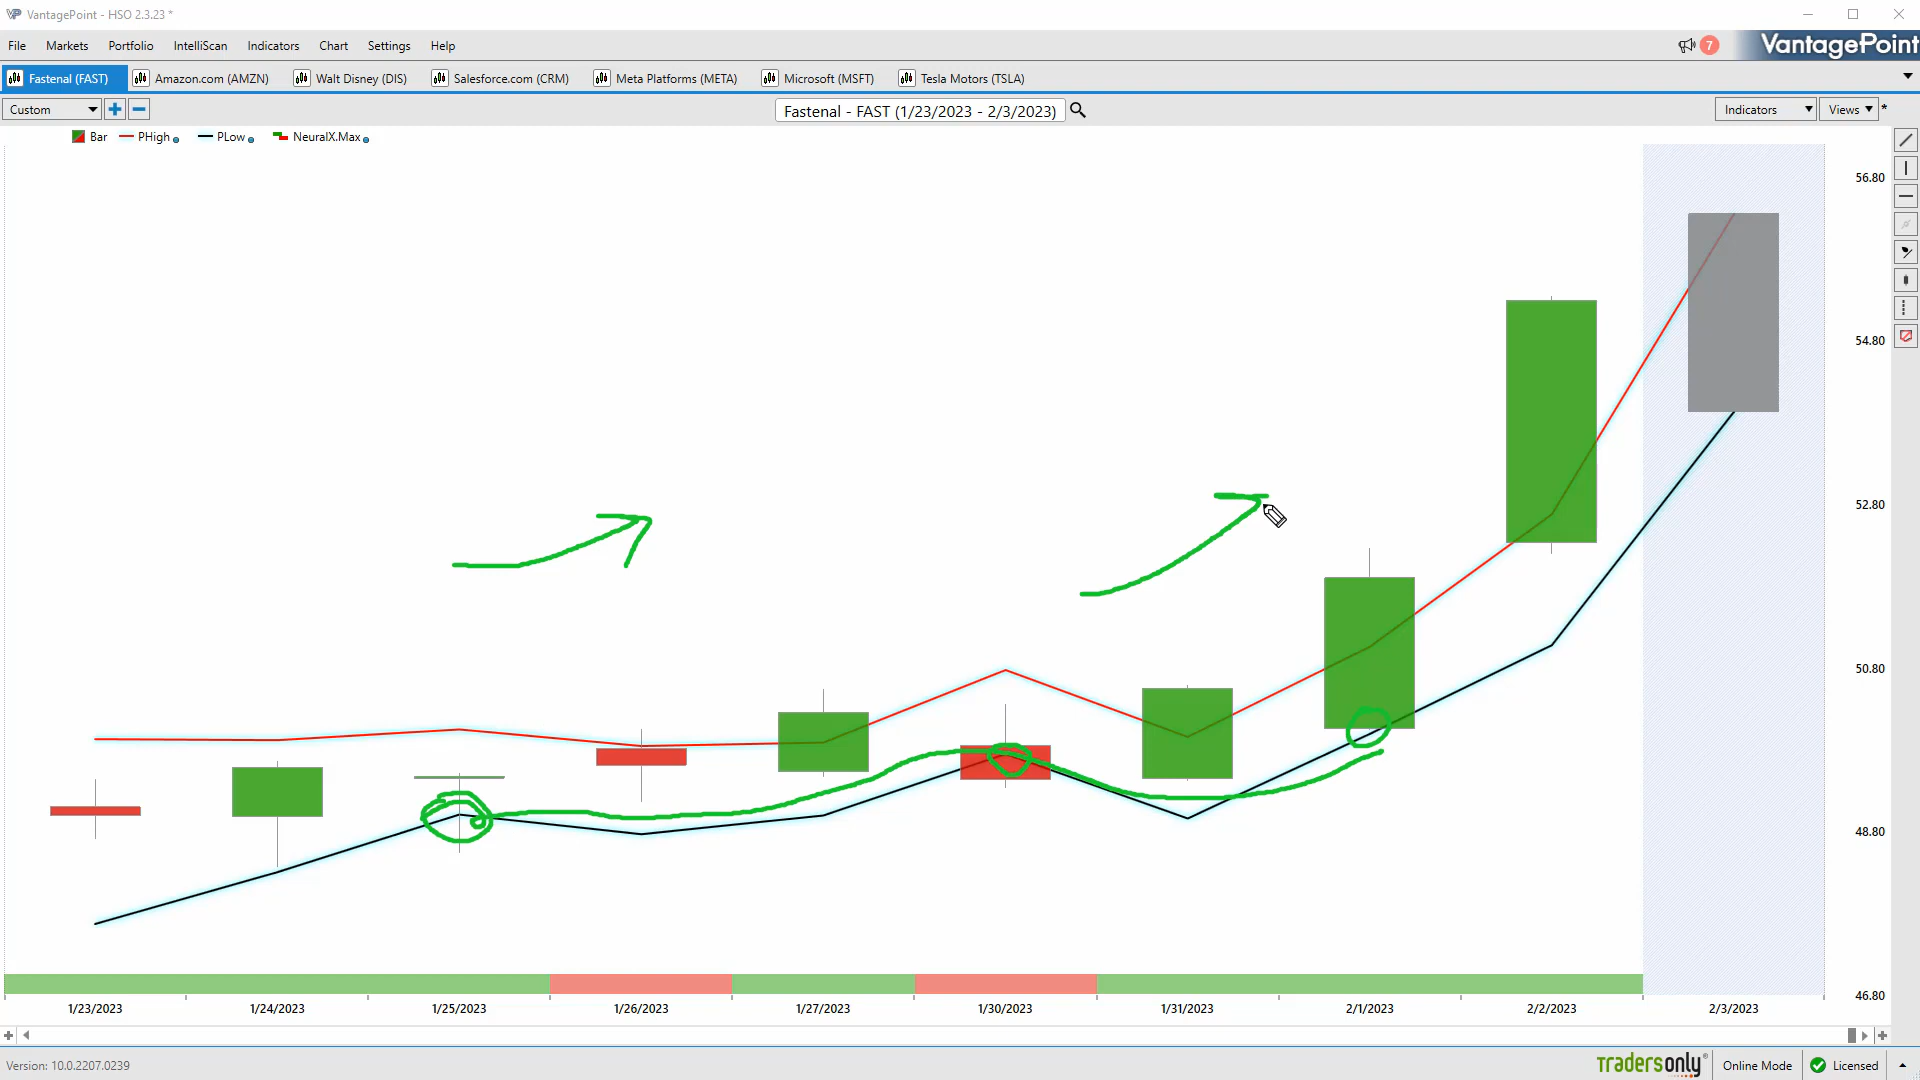 VantagePoint - HSO 2.3.23 *
File Markets Portfolio IntelliScan Indicators Chart Settings Help 7 VantagePoint
Fastenal (FAST) Amazon.com (AMZN) Walt Disney (DIS) Salesforce.com (CRM) Meta Platforms (META) Microsoft (MSFT) Tesla Motors (TSLA)
Custom Fastenal - FAST (1/23/2023 - 2/3/2023) Indicators Views *
Bar PHigh PLow NeuralX.Max
56.80
54.80
52.80
50.80
48.80
46.80
1/23/2023 1/24/2023 1/25/2023 1/26/2023 1/27/2023 1/30/2023 1/31/2023 2/1/2023 2/2/2023 2/3/2023
Version: 10.0.2207.0239 tradersonly® Online Mode Licensed